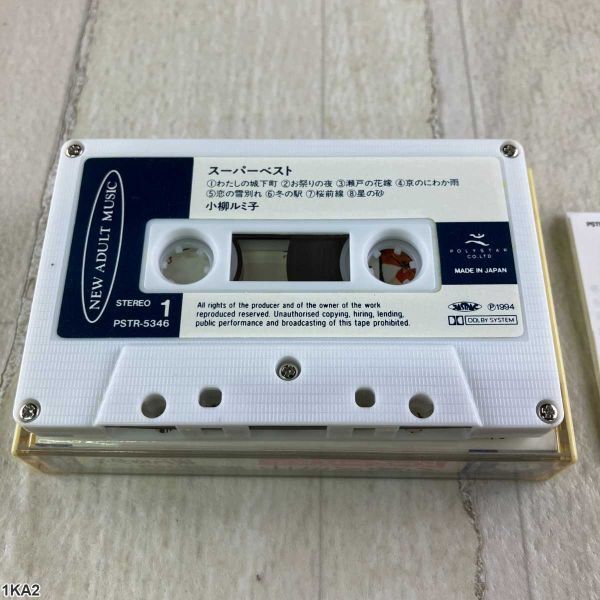 スーパーベスト
①わたしの城下町 ②お祭りの夜 ③瀬戸の花嫁 ④京のにわか雨
⑤恋の雪別れ ⑥冬の駅 ⑦桜前線 ⑧星の砂
小柳ルミ子
NEW ADULT MUSIC
POLYSTAR
CO.LTD
MADE IN JAPAN
STEREO 1
PSTR-5346
All rights of the producer and of the owner of the work
reproduced reserved. Unauthorised copying, hiring, lending,
public performance and broadcasting of this tape prohibited.
Ⓟ1994
DOLBY SYSTEM
PSTR
1KA2